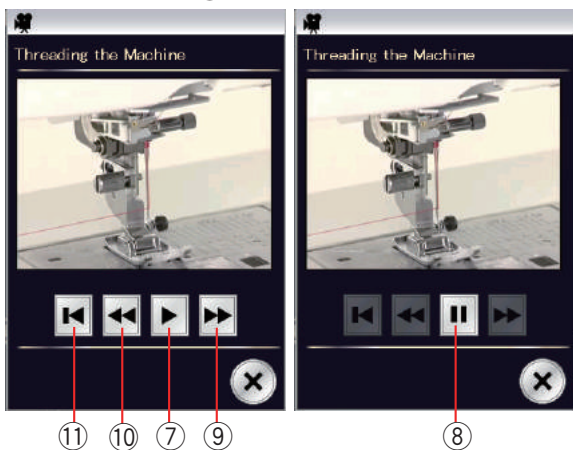 Threading the Machine
Threading the Machine
⑪ ⑩ ⑦ ⑨
⑧